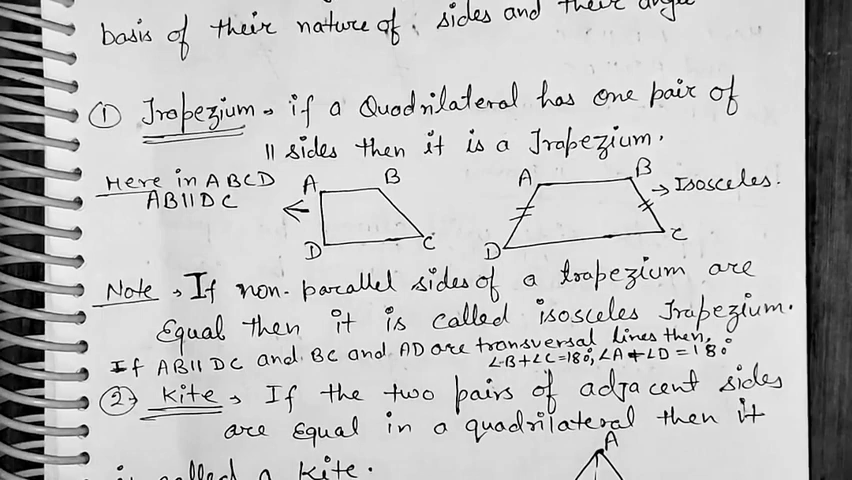 basis of their nature of. sides and their angle
① Trapezium → if a Quadrilateral has one pair of
|| sides then it is a Trapezium.
Here in ABCD
AB || DC
A B
D C
A B → Isosceles.
D C
Note → If non-parallel sides of a trapezium are
Equal then it is called isosceles Trapezium.
If AB || DC and BC and AD are transversal lines then,
∠B+∠C=180°, ∠A+∠D=180°
② Kite → If the two pairs of adjacent sides
are Equal in a quadrilateral then it
is called a Kite.
A